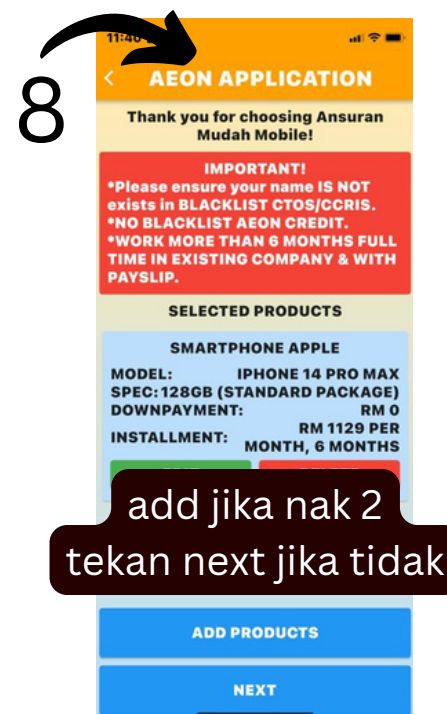 8
AEON APPLICATION
Thank you for choosing Ansuran
Mudah Mobile!
IMPORTANT!
*Please ensure your name IS NOT
exists in BLACKLIST CTOS/CCRIS.
*NO BLACKLIST AEON CREDIT.
*WORK MORE THAN 6 MONTHS FULL
TIME IN EXISTING COMPANY & WITH
PAYSLIP.
SELECTED PRODUCTS
SMARTPHONE APPLE
MODEL: IPHONE 14 PRO MAX
SPEC: 128GB (STANDARD PACKAGE)
DOWNPAYMENT: RM 0
INSTALLMENT: RM 1129 PER
MONTH, 6 MONTHS
add jika nak 2
tekan next jika tidak
ADD PRODUCTS
NEXT